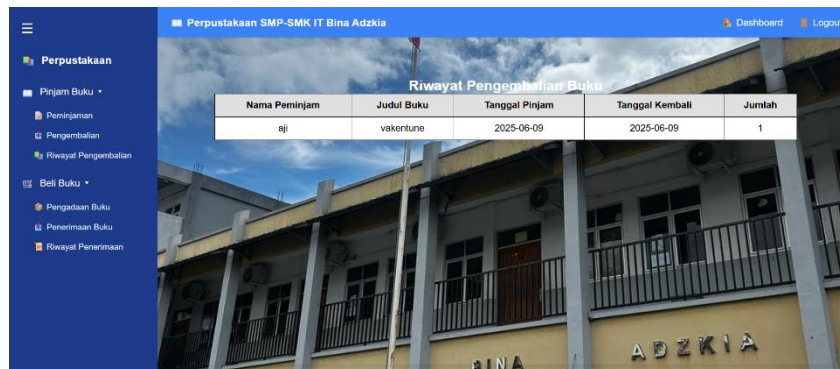 ☰
Perpustakaan SMP-SMK IT Bina Adzkia
Dashboard
Logout
Perpustakaan
Pinjam Buku
Peminjaman
Pengembalian
Riwayat Pengembalian
Beli Buku
Pengadaan Buku
Penerimaan Buku
Riwayat Penerimaan
Riwayat Pengembalian Buku
Nama Peminjam Judul Buku Tanggal Pinjam Tanggal Kembali Jumlah
aji vakentune 2025-06-09 2025-06-09 1
BINA ADZKIA